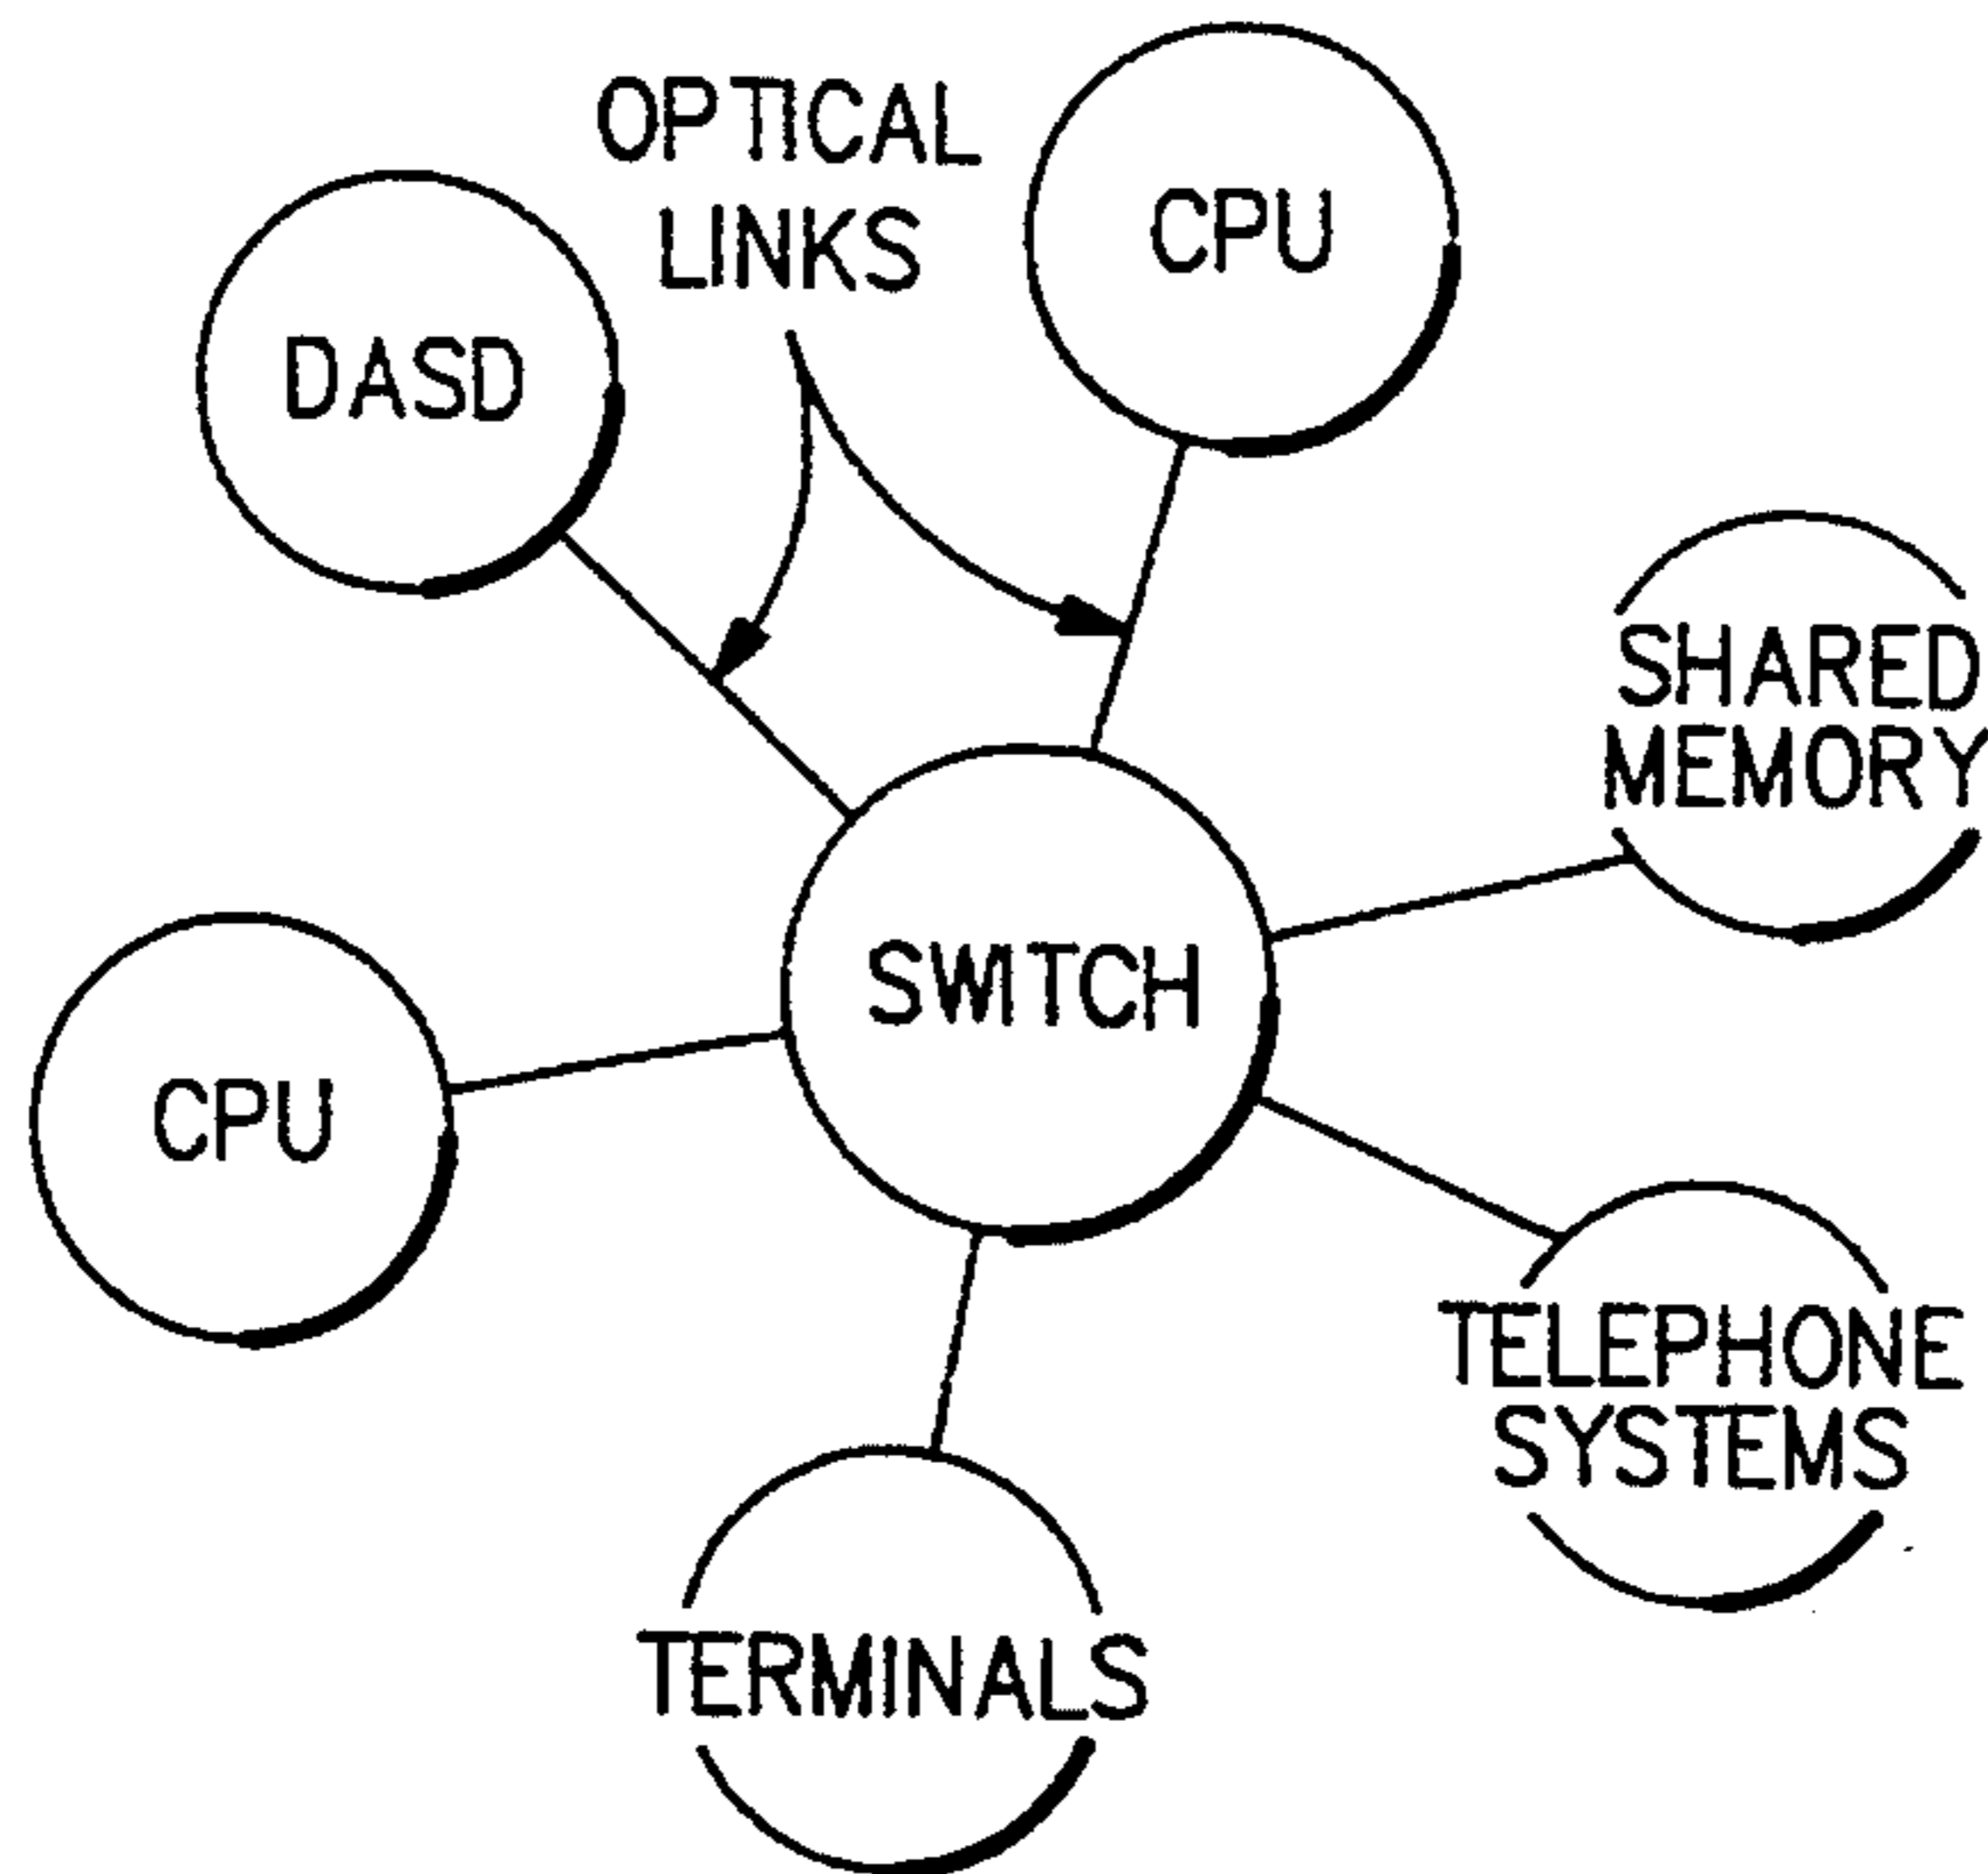 OPTICAL
LINKS
CPU
DASD
SHARED
MEMORY
SWITCH
CPU
TELEPHONE
SYSTEMS
TERMINALS